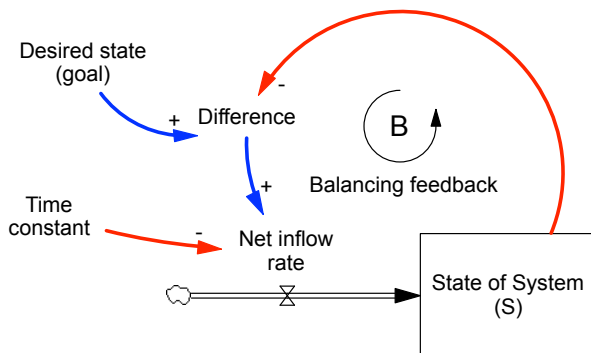 Desired state
(goal)
-
+
Difference
B
+
Balancing feedback
Time
constant
-
Net inflow
rate
State of System
(S)